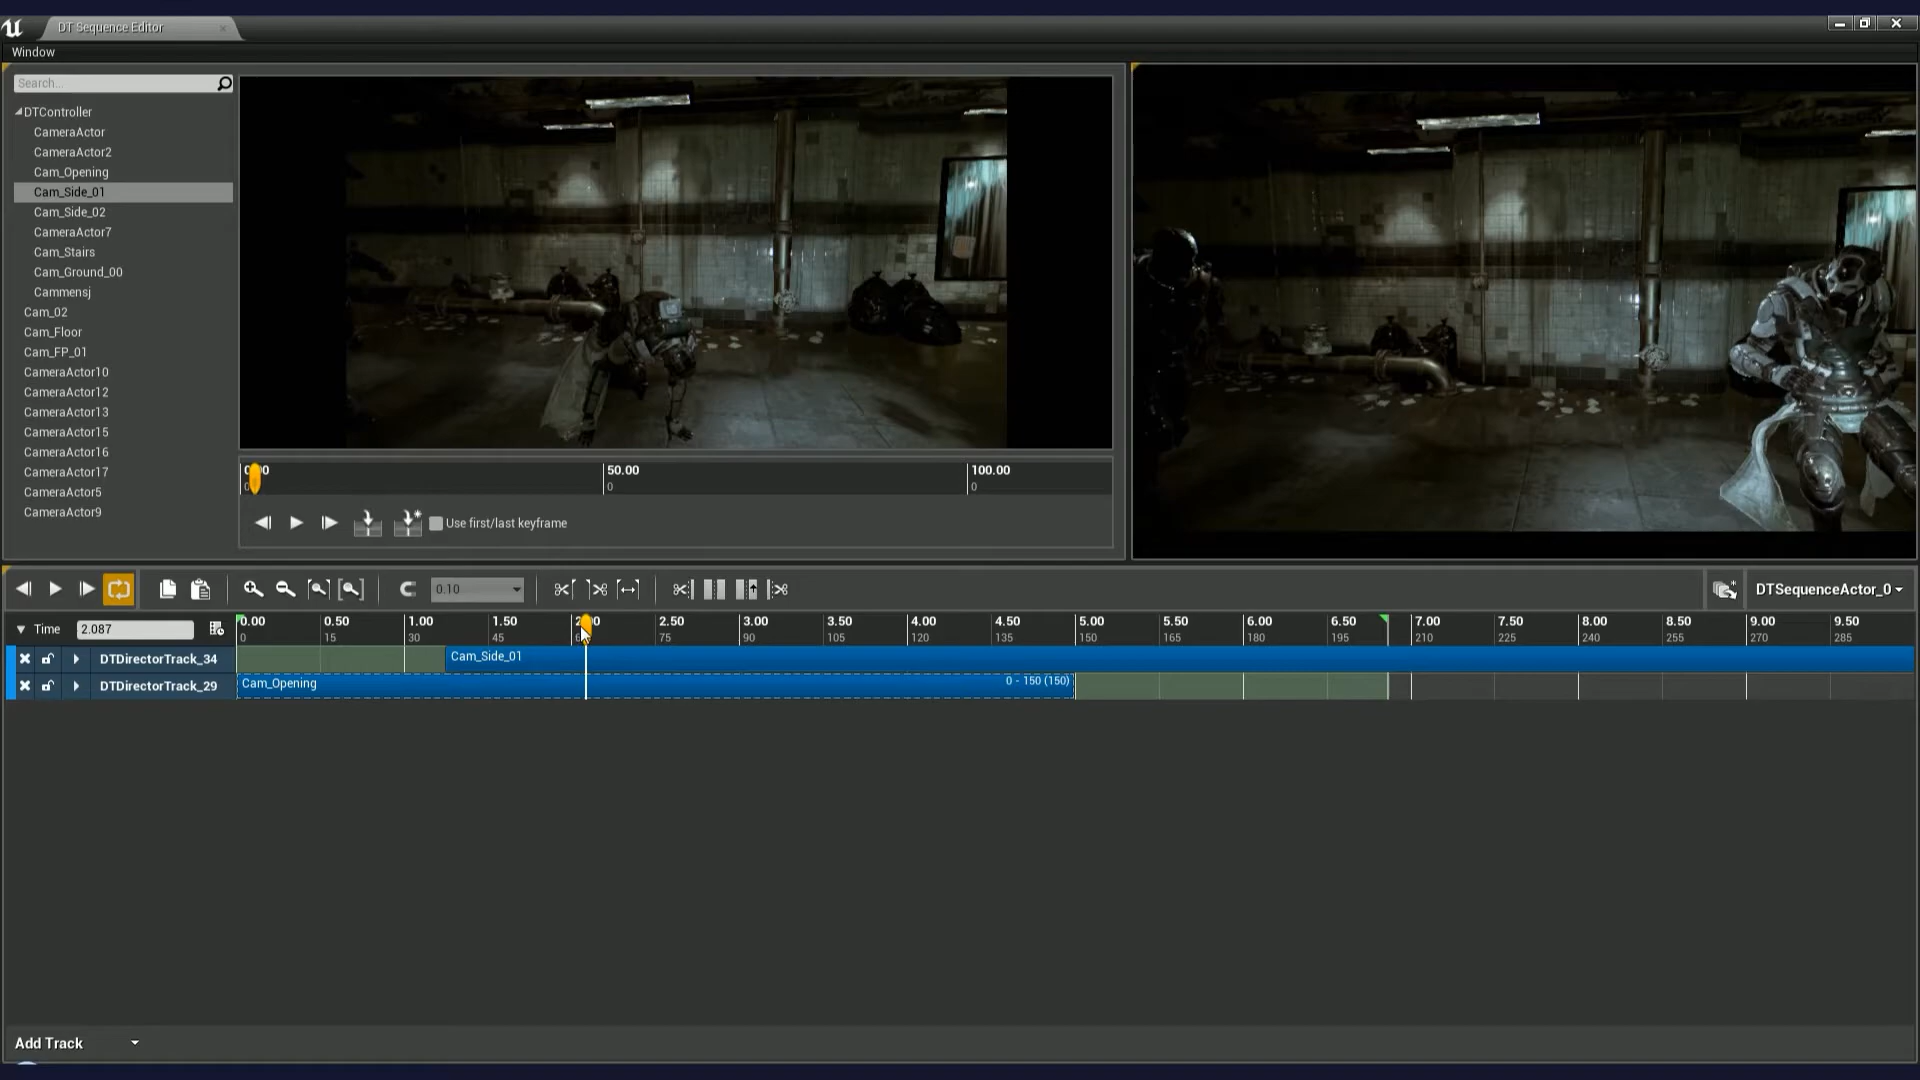 DT Sequence Editor
Window
Search...
DTController
CameraActor
CameraActor2
Cam_Opening
Cam_Side_01
Cam_Side_02
CameraActor7
Cam_Stairs
Cam_Ground_00
Cammensj
Cam_02
Cam_Floor
Cam_FP_01
CameraActor10
CameraActor12
CameraActor13
CameraActor15
CameraActor16
CameraActor17
CameraActor5
CameraActor9
50.00 100.00
0 0 0
Use first/last keyframe
0.10
DTSequenceActor_0
Time 2.087
0.00 0.50 1.00 1.50 2.00 2.50 3.00 3.50 4.00 4.50 5.00 5.50 6.00 6.50 7.00 7.50 8.00 8.50 9.00 9.50
0 15 30 45 75 90 105 120 135 150 165 180 195 210 225 240 255 270 285
DTDirectorTrack_34 Cam_Side_01
DTDirectorTrack_29 Cam_Opening 0 - 150 (150)
Add Track